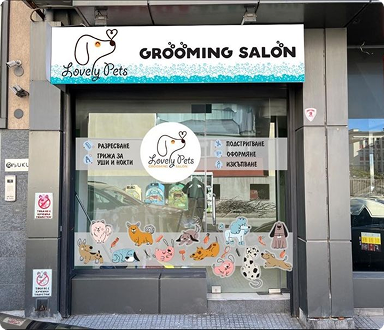 Lovely Pets
GROOMING SALON
РАЗРЕСВАНЕ
ГРИЖА ЗА
УШИ И НОКТИ
Lovely Pets
ПОДСТРИГВАНЕ
ОФОРМЯНЕ
ИЗКЪПВАНЕ